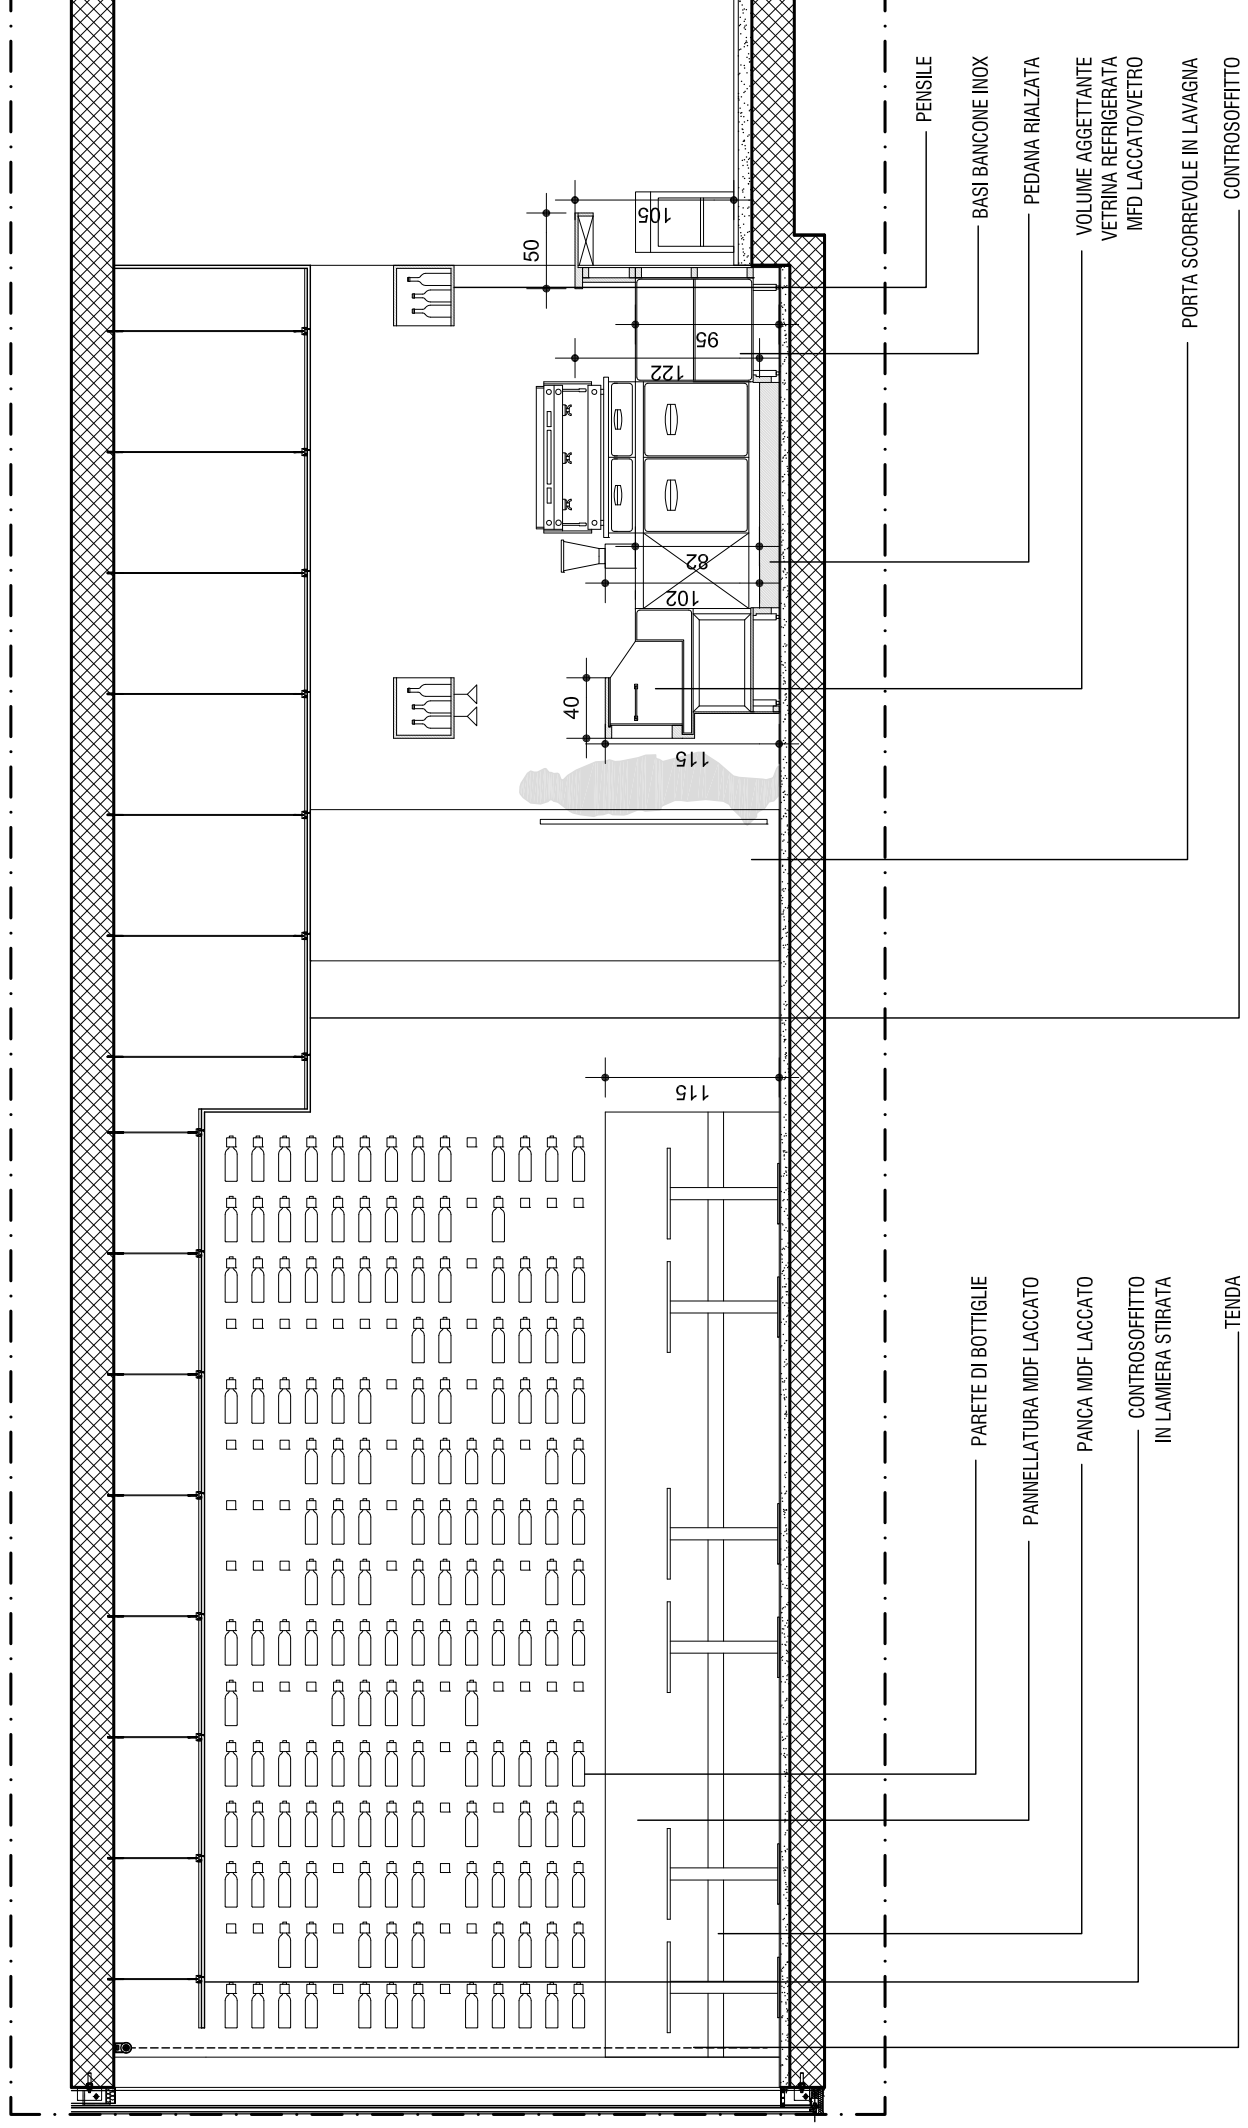 PENSILE
BASI BANCONE INOX
PEDANA RIALZATA
VOLUME AGGETTANTE
VETRINA REFRIGERATA
MFD LACCATO/VETRO
PORTA SCORREVOLE IN LAVAGNA
CONTROSOFFITTO
50
105
95
122
82
102
40
115
115
PARETE DI BOTTIGLIE
PANNELLATURA MDF LACCATO
PANCA MDF LACCATO
CONTROSOFFITTO
IN LAMIERA STIRATA
TENDA